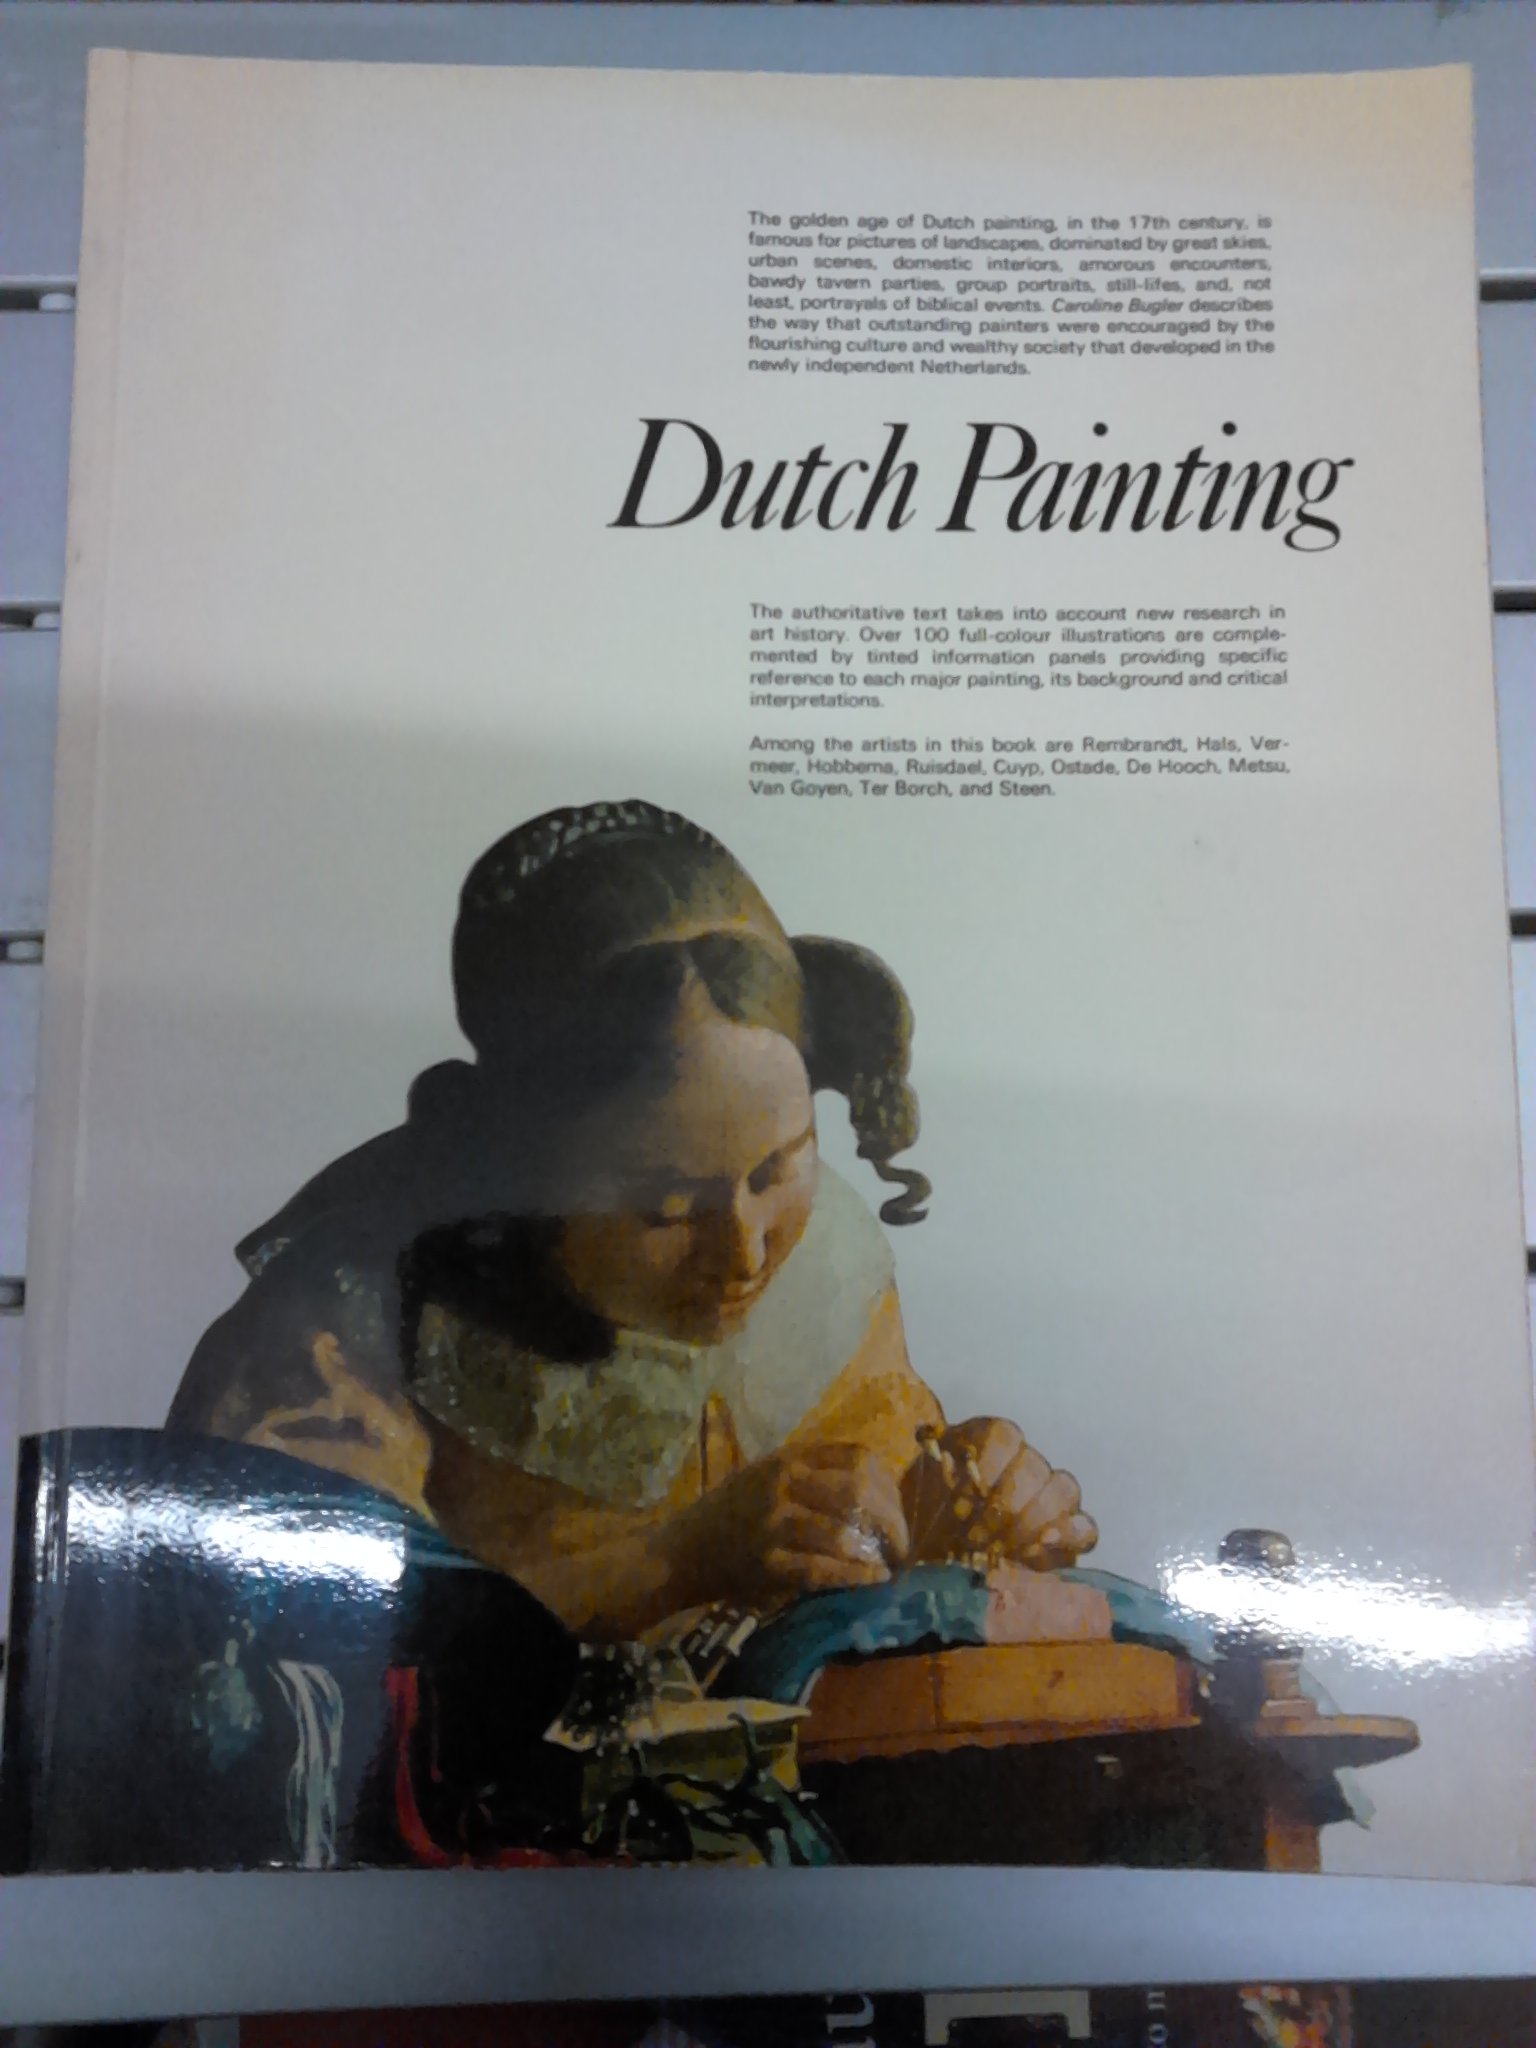 The golden age of Dutch painting, in the 17th century, is
famous for pictures of landscapes, dominated by great skies,
urban scenes, domestic interiors, amorous encounters,
bawdy tavern parties, group portraits, still-lifes, and, not
least, portrayals of biblical events. Caroline Bugler describes
the way that outstanding painters were encouraged by the
flourishing culture and wealthy society that developed in the
newly independent Netherlands.
Dutch Painting
The authoritative text takes into account new research in
art history. Over 100 full-colour illustrations are comple-
mented by tinted information panels providing specific
reference to each major painting, its background and critical
interpretations.
Among the artists in this book are Rembrandt, Hals, Ver-
meer, Hobbema, Ruisdael, Cuyp, Ostade, De Hooch, Metsu,
Van Goyen, Ter Borch, and Steen.